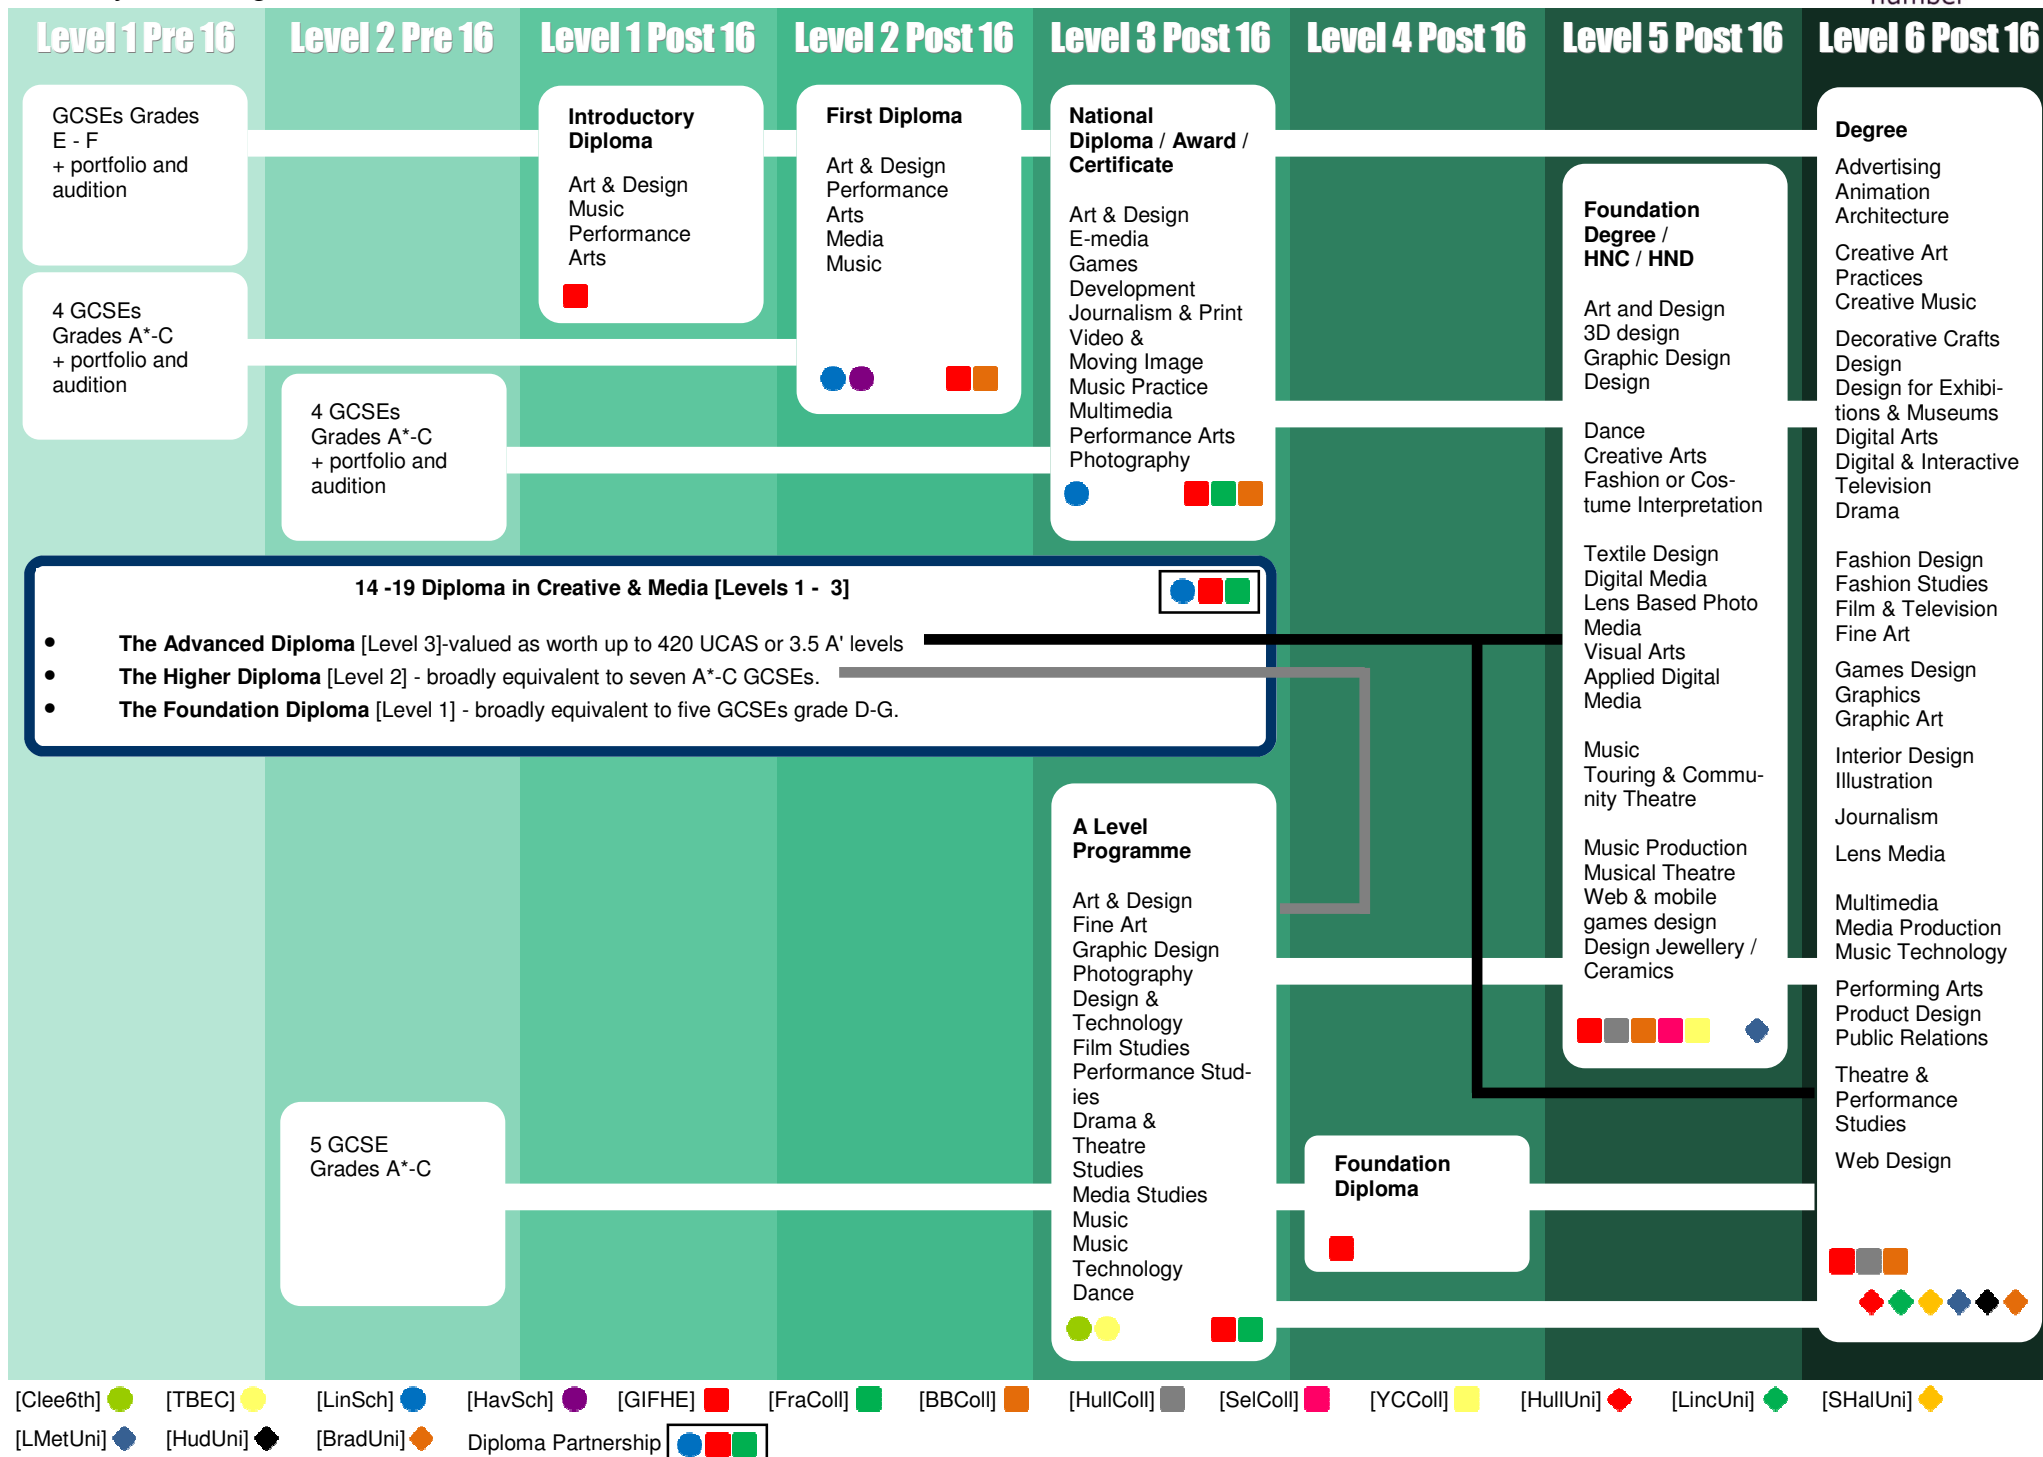 number
Level 1 Pre 16
Level 2 Pre 16
Level 1 Post 16
Level 2 Post 16
Level 3 Post 16
Level 4 Post 16
Level 5 Post 16
Level 6 Post 16
GCSEs Grades
E - F
+ portfolio and
audition
4 GCSEs
Grades A*-C
+ portfolio and
audition
4 GCSEs
Grades A*-C
+ portfolio and
audition
Introductory
Diploma
Art & Design
Music
Performance
Arts
First Diploma
Art & Design
Performance
Arts
Media
Music
National
Diploma / Award /
Certificate
Art & Design
E-media
Games
Development
Journalism & Print
Video &
Moving Image
Music Practice
Multimedia
Performance Arts
Photography
14 -19 Diploma in Creative & Media [Levels 1 - 3]
• The Advanced Diploma [Level 3]-valued as worth up to 420 UCAS or 3.5 A' levels
• The Higher Diploma [Level 2] - broadly equivalent to seven A*-C GCSEs.
• The Foundation Diploma [Level 1] - broadly equivalent to five GCSEs grade D-G.
5 GCSE
Grades A*-C
A Level
Programme
Art & Design
Fine Art
Graphic Design
Photography
Design &
Technology
Film Studies
Performance Stud-
ies
Drama &
Theatre
Studies
Media Studies
Music
Music
Technology
Dance
Foundation
Diploma
Foundation
Degree /
HNC / HND
Art and Design
3D design
Graphic Design
Design
Dance
Creative Arts
Fashion or Cos-
tume Interpretation
Textile Design
Digital Media
Lens Based Photo
Media
Visual Arts
Applied Digital
Media
Music
Touring & Commu-
nity Theatre
Music Production
Musical Theatre
Web & mobile
games design
Design Jewellery /
Ceramics
Degree
Advertising
Animation
Architecture
Creative Art
Practices
Creative Music
Decorative Crafts
Design
Design for Exhibi-
tions & Museums
Digital Arts
Digital & Interactive
Television
Drama
Fashion Design
Fashion Studies
Film & Television
Fine Art
Games Design
Graphics
Graphic Art
Interior Design
Illustration
Journalism
Lens Media
Multimedia
Media Production
Music Technology
Performing Arts
Product Design
Public Relations
Theatre &
Performance
Studies
Web Design
[Clee6th] [TBEC] [LinSch] [HavSch] [GIFHE] [FraColl] [BBColl] [HullColl] [SelColl] [YCColl] [HullUni] [LincUni] [SHalUni]
[LMetUni] [HudUni] [BradUni] Diploma Partnership